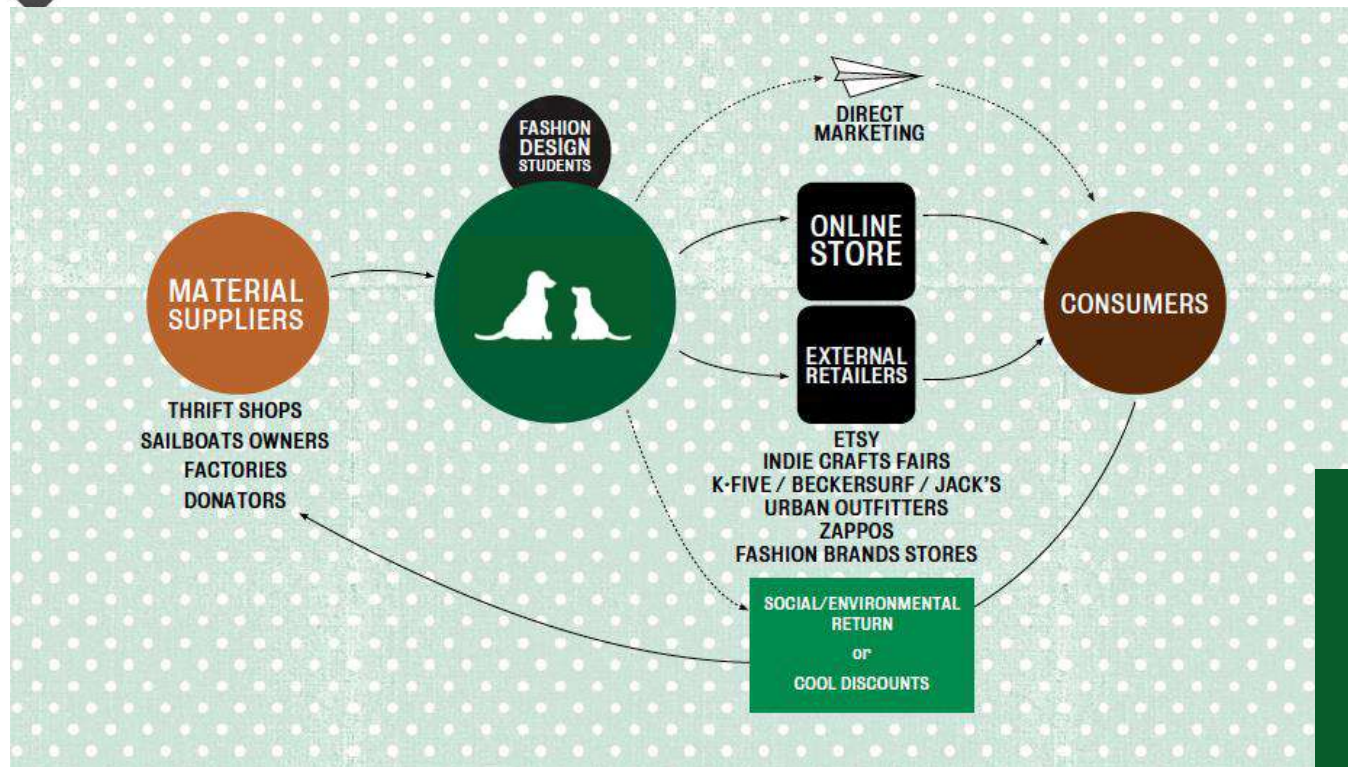 FASHION
DESIGN
STUDENTS
DIRECT
MARKETING
MATERIAL
SUPPLIERS
THRIFT SHOPS
SAILBOATS OWNERS
FACTORIES
DONATORS
ONLINE
STORE
EXTERNAL
RETAILERS
ETSY
INDIE CRAFTS FAIRS
K-FIVE / BECKERSURF / JACK'S
URBAN OUTFITTERS
ZAPPOS
FASHION BRANDS STORES
CONSUMERS
SOCIAL/ENVIRONMENTAL
RETURN
or
COOL DISCOUNTS